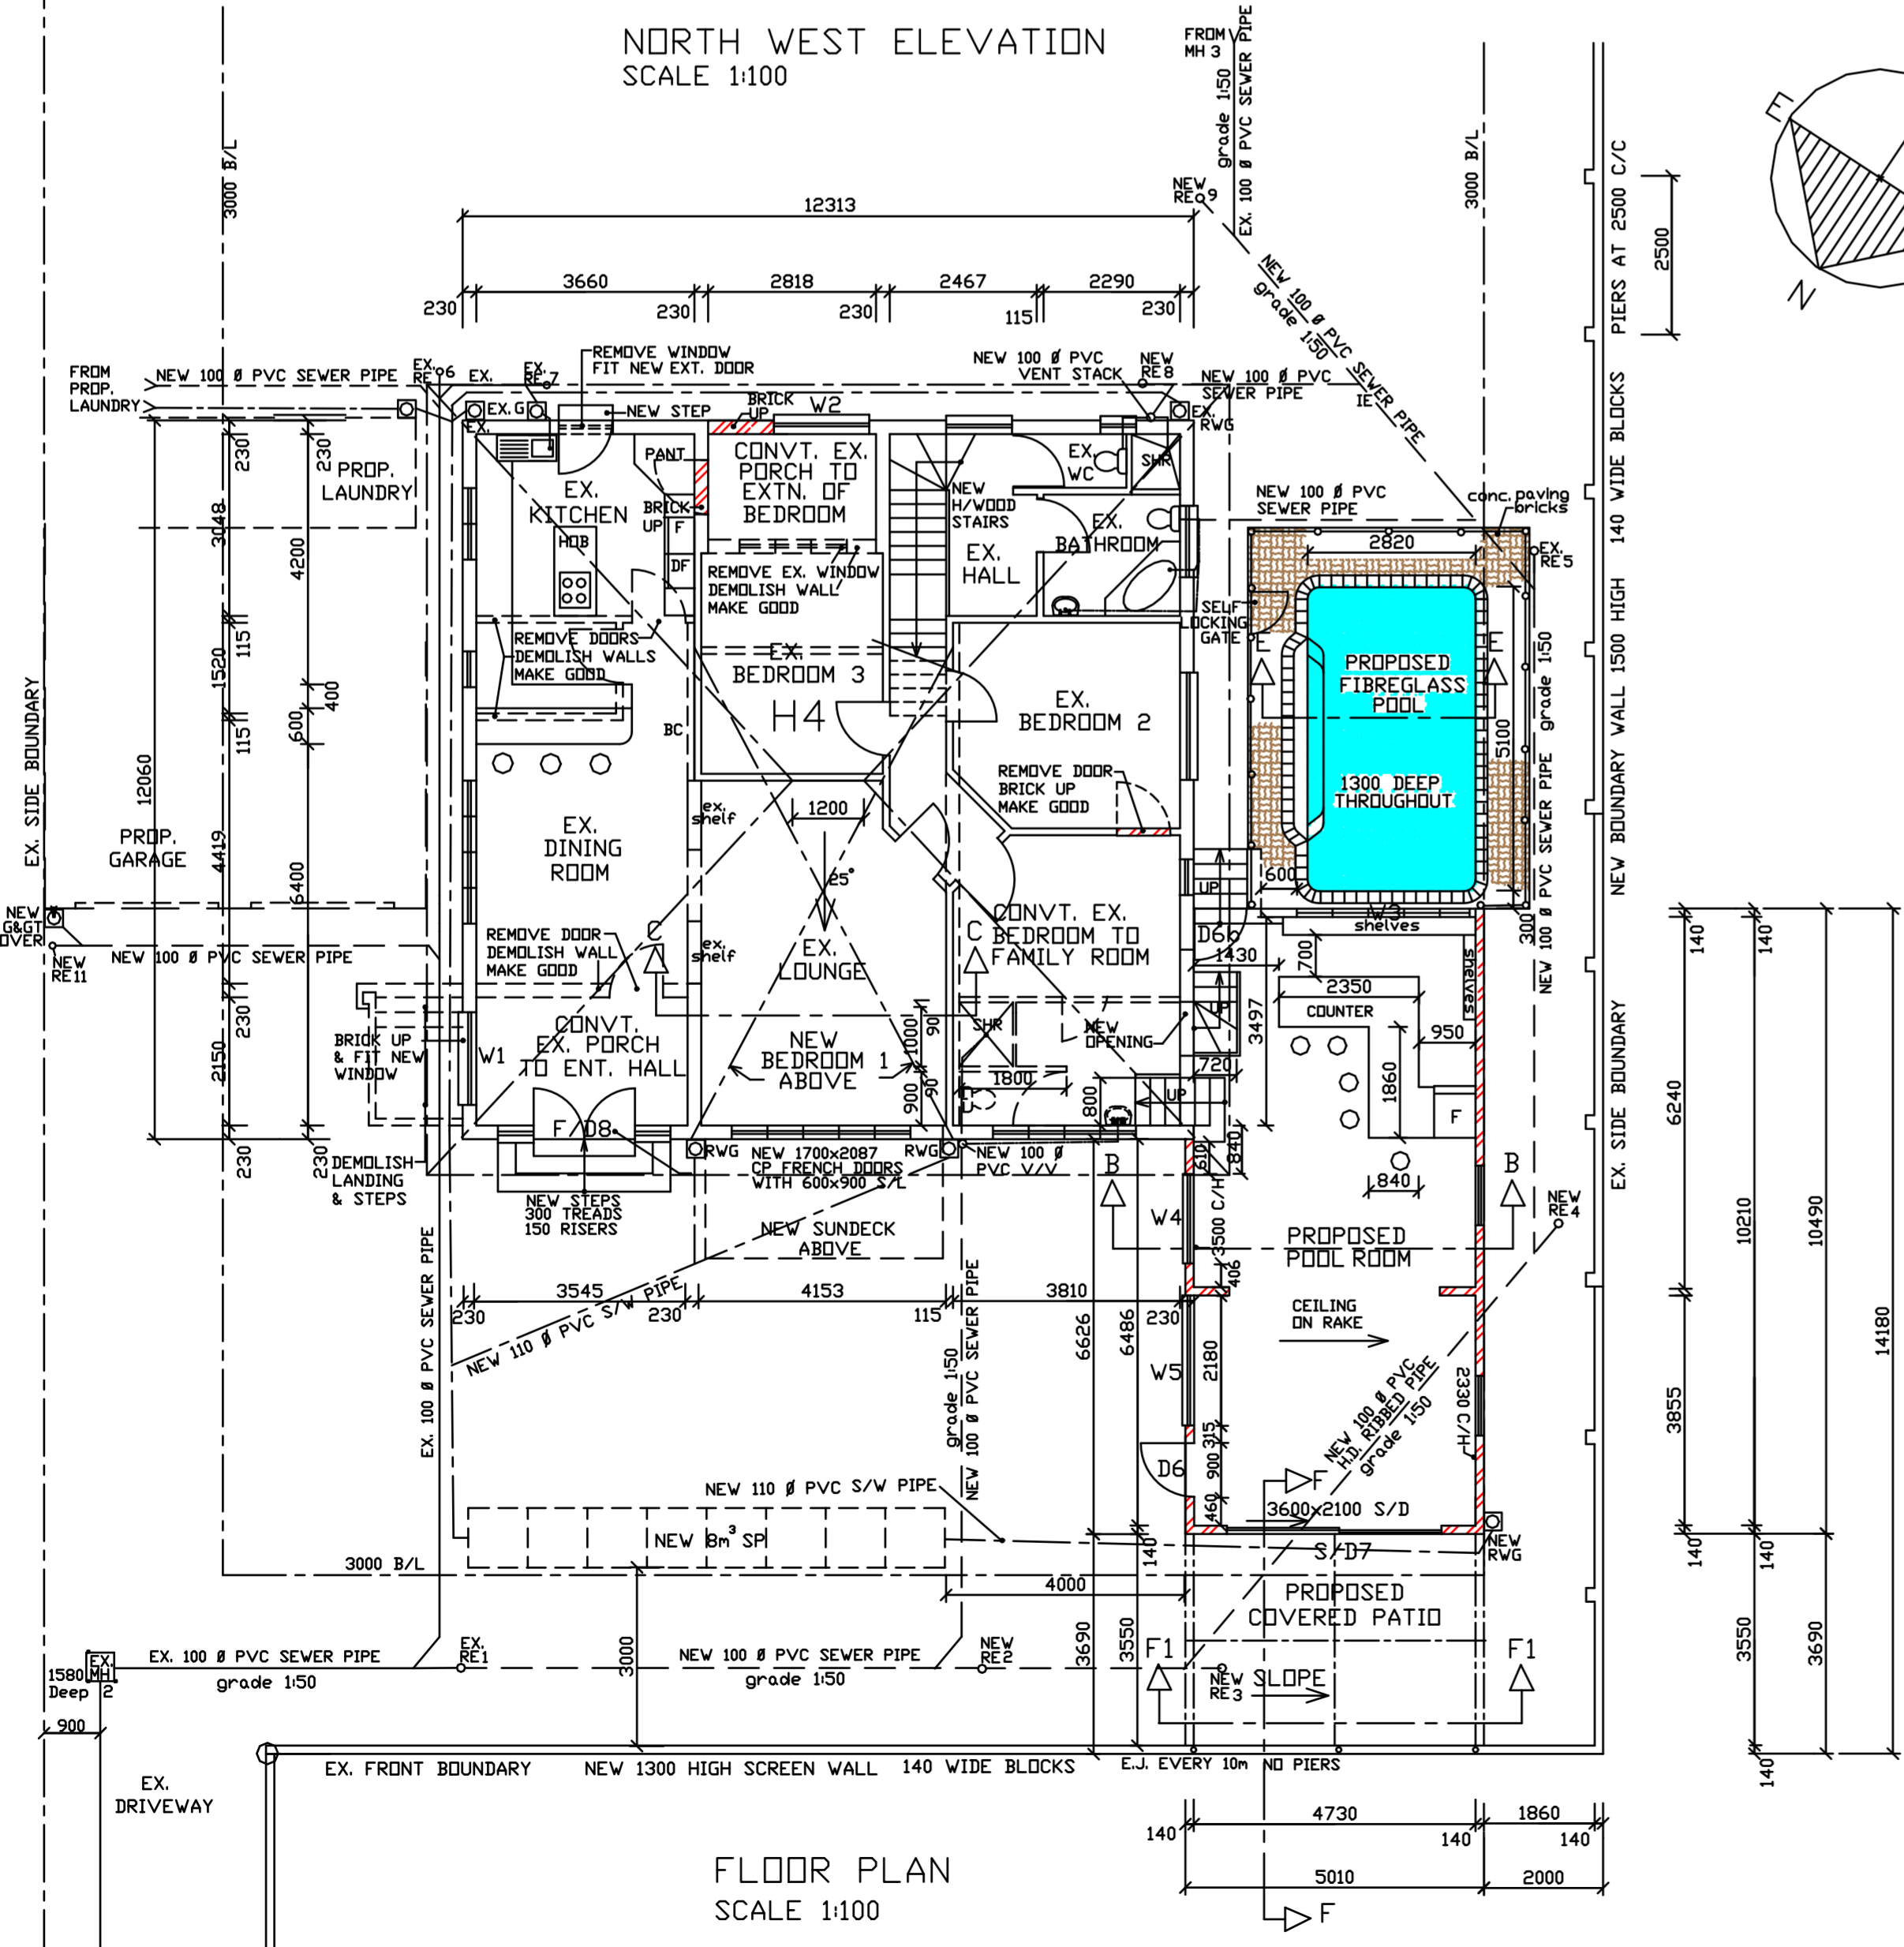 NORTH WEST ELEVATION
SCALE 1:100
FROM
MH 3
grade 1:50
EX. 100 Ø PVC SEWER PIPE
3000 B/L
3000 B/L
E
N
NEW
RE 9
12313
3660
2818
2467
2290
230
230
230
115
230
NEW 100 Ø PVC SEWER PIPE
grade 1:50
PIERS AT 2500 C/C
2500
140 WIDE BLOCKS
NEW BOUNDARY WALL 1500 HIGH
EX. SIDE BOUNDARY
FROM
PROP.
LAUNDRY
NEW 100 Ø PVC SEWER PIPE
EX.
RE 6
EX.
EX.
RE 7
REMOVE WINDOW
FIT NEW EXT. DOOR
NEW 100 Ø PVC
VENT STACK
NEW
RE8
NEW 100 Ø PVC
SEWER PIPE
IE
EX.G
EX.
NEW STEP
BRICK
UP
W2
EX.
RWG
PROP.
LAUNDRY
EX.
KITCHEN
HOB
PANT
BRICK
UP
F
DF
CONVT. EX.
PORCH TO
EXTN. OF
BEDROOM
REMOVE EX. WINDOW
DEMOLISH WALL
MAKE GOOD
NEW
H/WOOD
STAIRS
EX.
HALL
EX.
WC
SHR
EX.
BATHROOM
NEW 100 Ø PVC
SEWER PIPE
conc. paving
bricks
EX.
RE5
2820
SELF
LOCKING
GATE
E
E
PROPOSED
FIBREGLASS
POOL
1300 DEEP
THROUGHOUT
5100
600
300
grade 1:50
NEW 100 Ø PVC SEWER PIPE
REMOVE DOORS
DEMOLISH WALLS
MAKE GOOD
EX.
BEDROOM 3
H4
BC
EX.
BEDROOM 2
REMOVE DOOR
BRICK UP
MAKE GOOD
EX. SIDE BOUNDARY
12060
230
3048
115
1520
115
4419
230
2150
230
230
4200
400
600
6400
230
PROP.
GARAGE
EX.
DINING
ROOM
ex.
shelf
ex.
shelf
1200
25°
EX.
LOUNGE
C
C
UP
D6b
W3
shelves
shelves
1430
700
2350
COUNTER
950
1860
F
840
CONVT. EX.
BEDROOM TO
FAMILY ROOM
NEW
G&GT
OVER
NEW
RE11
NEW 100 Ø PVC SEWER PIPE
REMOVE DOOR
DEMOLISH WALL
MAKE GOOD
BRICK UP
& FIT NEW
WINDOW
W1
CONVT.
EX. PORCH
TO ENT. HALL
NEW
BEDROOM 1
ABOVE
1000
90
900
90
SHR
1800
NEW
OPENING
UP
720
3497
800
UP
610
840
F/D8
RWG
NEW 1700x2087
CP FRENCH DOORS
WITH 600x900 S/L
RWG
NEW 100 Ø
PVC V/V
DEMOLISH
LANDING
& STEPS
NEW STEPS
300 TREADS
150 RISERS
NEW SUNDECK
ABOVE
B
B
NEW
RE4
W4
3500 C/H
406
PROPOSED
POOL ROOM
CEILING
ON RAKE
3545
4153
3810
230
230
115
230
NEW 110 Ø PVC S/W PIPE
EX. 100 Ø PVC SEWER PIPE
grade 1:50
NEW 100 Ø PVC SEWER PIPE
6626
6486
W5
2180
315
900
460
D6
2330 C/H
NEW 100 Ø PVC
H.D. RIBBED PIPE
grade 1:50
F
3600x2100 S/D
NEW 110 Ø PVC S/W PIPE
NEW 8m³ SP
3000 B/L
140
S/D7
NEW
RWG
4000
PROPOSED
COVERED PATIO
F1
F1
3690
3550
NEW
RE3
SLOPE
EX.
MH
2
1580
Deep
EX. 100 Ø PVC SEWER PIPE
grade 1:50
EX.
RE1
3000
NEW 100 Ø PVC SEWER PIPE
grade 1:50
NEW
RE2
900
EX. FRONT BOUNDARY
NEW 1300 HIGH SCREEN WALL
140 WIDE BLOCKS
E.J. EVERY 10m NO PIERS
EX.
DRIVEWAY
140
140
6240
10210
10490
14180
3855
140
140
3550
3690
140
4730
1860
140
140
140
5010
2000
F
FLOOR PLAN
SCALE 1:100